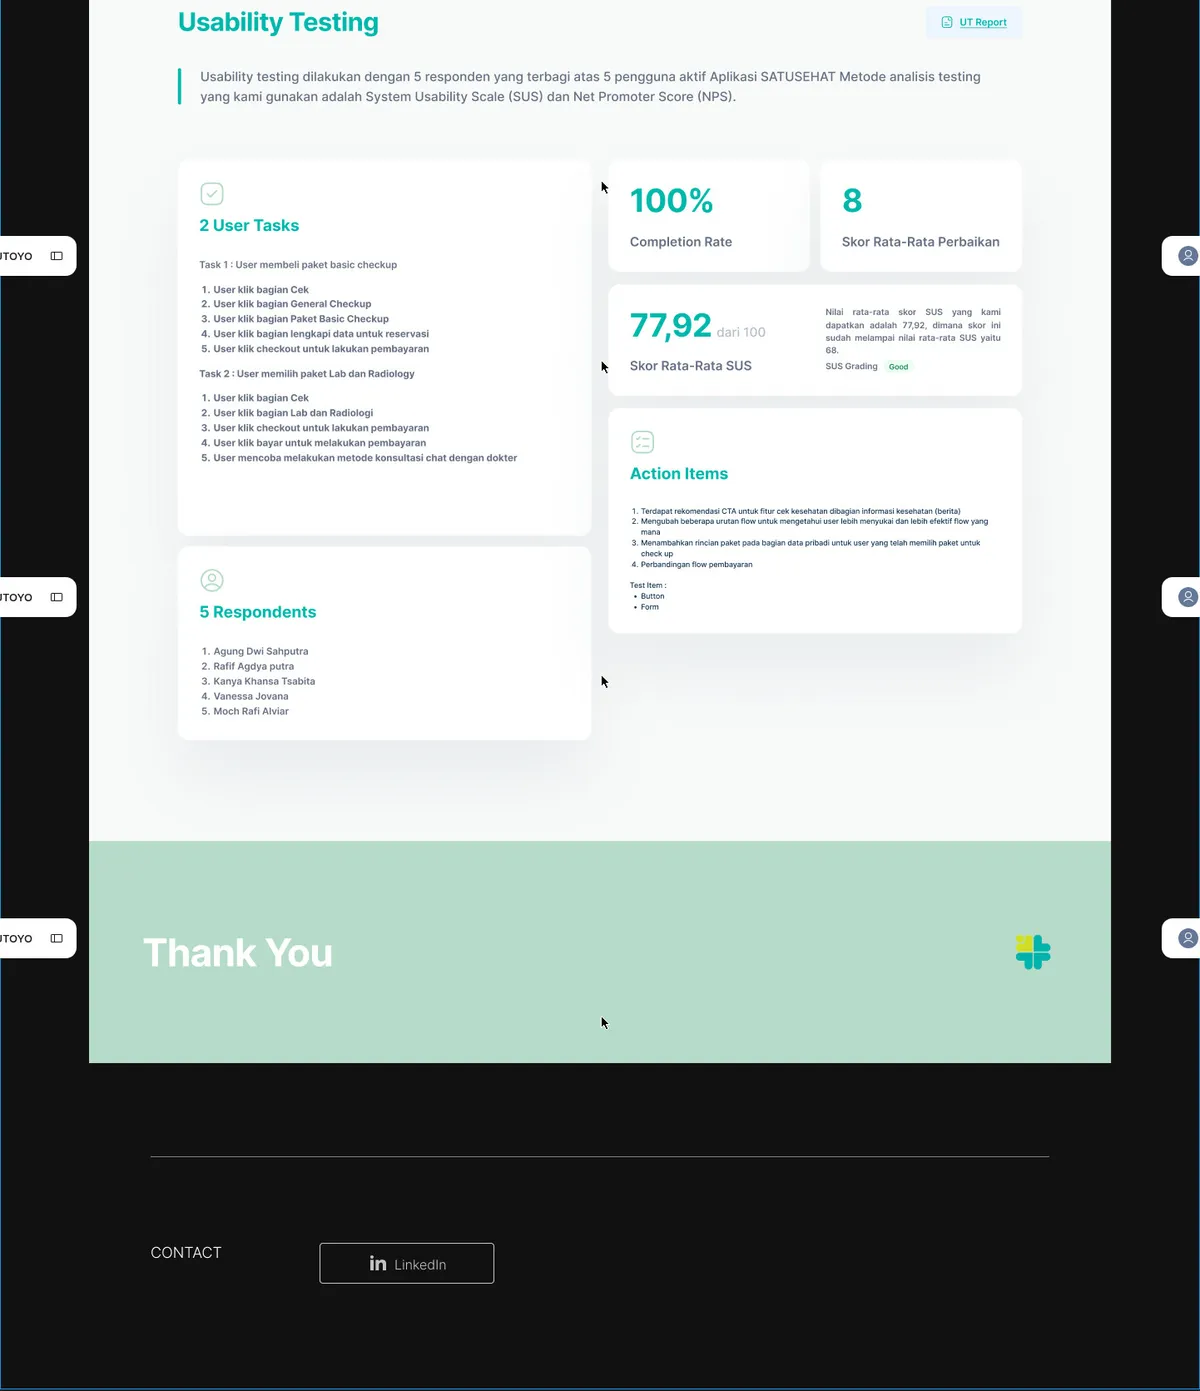 Usability Testing
UT Report
Usability testing dilakukan dengan 5 responden yang terbagi atas 5 pengguna aktif Aplikasi SATUSEHAT Metode analisis testing
yang kami gunakan adalah System Usability Scale (SUS) dan Net Promoter Score (NPS).
2 User Tasks
Task 1 : User membeli paket basic checkup
1. User klik bagian Cek
2. User klik bagian General Checkup
3. User klik bagian Paket Basic Checkup
4. User klik bagian lengkapi data untuk reservasi
5. User klik checkout untuk lakukan pembayaran
Task 2 : User memilih paket Lab dan Radiology
1. User klik bagian Cek
2. User klik bagian Lab dan Radiologi
3. User klik checkout untuk lakukan pembayaran
4. User klik bayar untuk melakukan pembayaran
5. User mencoba melakukan metode konsultasi chat dengan dokter
5 Respondents
1. Agung Dwi Sahputra
2. Rafif Agdya putra
3. Kanya Khansa Tsabita
4. Vanessa Jovana
5. Moch Rafi Alviar
100%
Completion Rate
8
Skor Rata-Rata Perbaikan
77,92 dari 100
Skor Rata-Rata SUS
Nilai rata-rata skor SUS yang kami
dapatkan adalah 77,92, dimana skor ini
sudah melampai nilai rata-rata SUS yaitu
68.
SUS Grading Good
Action Items
1. Terdapat rekomendasi CTA untuk fitur cek kesehatan dibagian informasi kesehatan (berita)
2. Mengubah beberapa urutan flow untuk mengetahui user lebih menyukai dan lebih efektif flow yang
mana
3. Menambahkan rincian paket pada bagian data pribadi untuk user yang telah memilih paket untuk
check up
4. Perbandingan flow pembayaran
Test Item :
• Button
• Form
UTOYO
UTOYO
UTOYO
Thank You
CONTACT
in LinkedIn